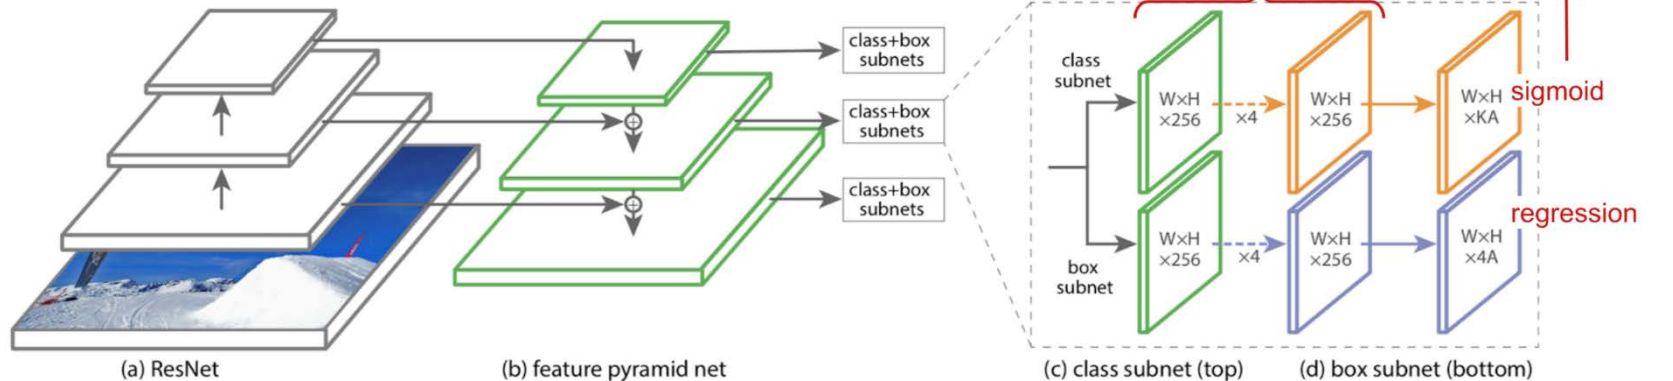 class+box
subnets
class+box
subnets
class+box
subnets
class
subnet
W×H
×256
×4
W×H
×256
W×H
×KA
sigmoid
box
subnet
W×H
×256
×4
W×H
×256
W×H
×4A
regression
(a) ResNet
(b) feature pyramid net
(c) class subnet (top)
(d) box subnet (bottom)